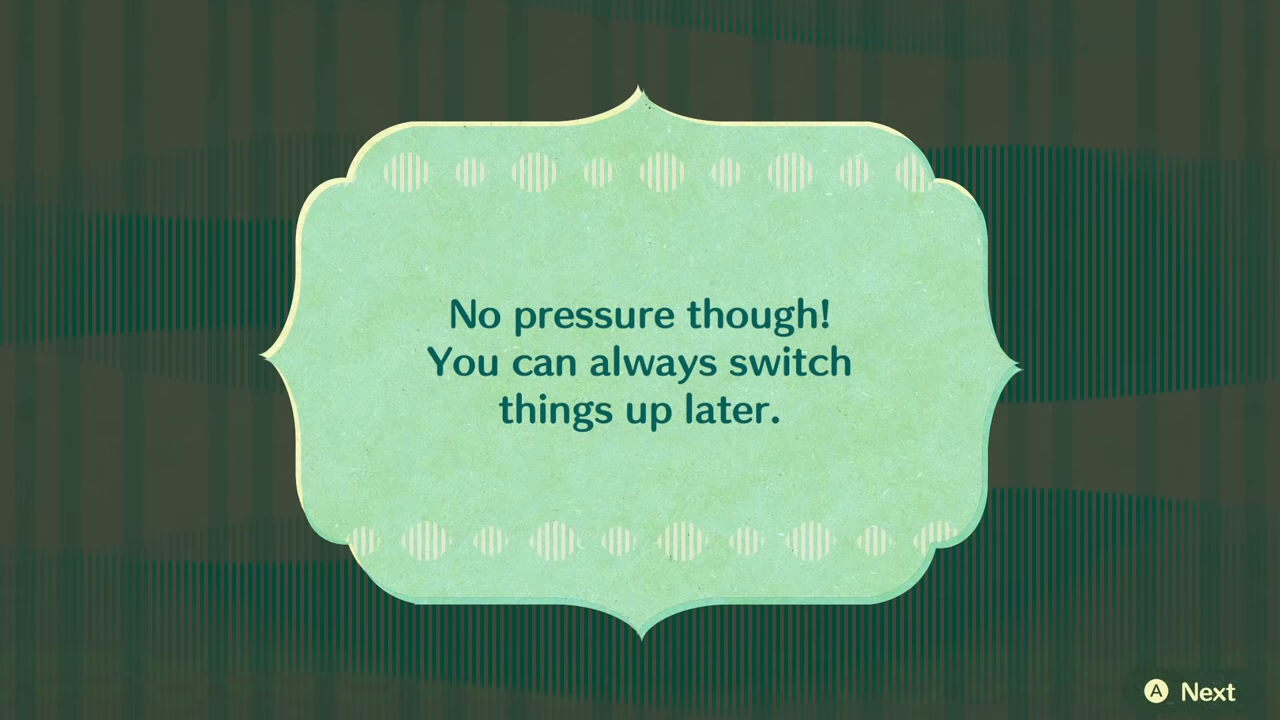 No pressure though!
You can always switch
things up later.
A Next